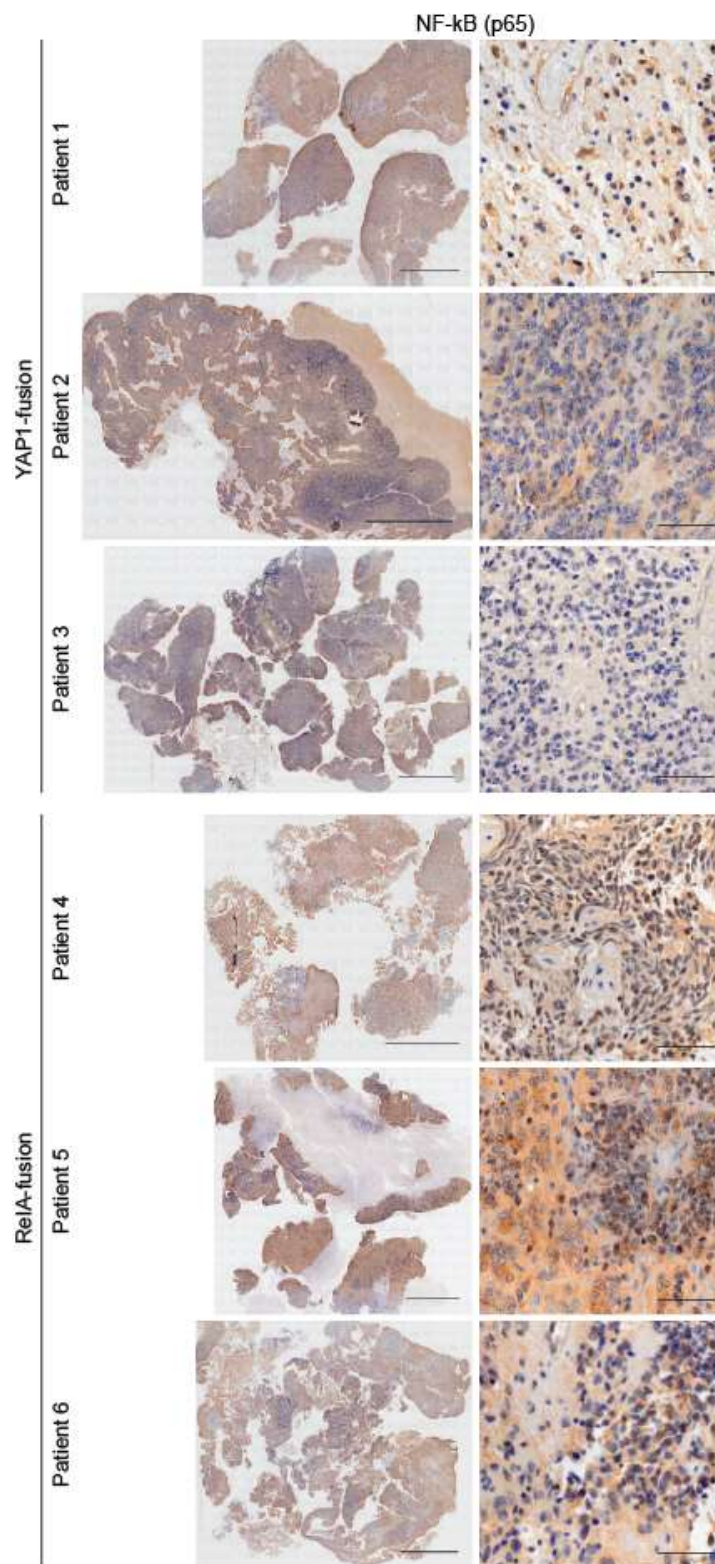 NF-kB (p65)
YAP1-fusion
Patient 1
Patient 2
Patient 3
RelA-fusion
Patient 4
Patient 5
Patient 6